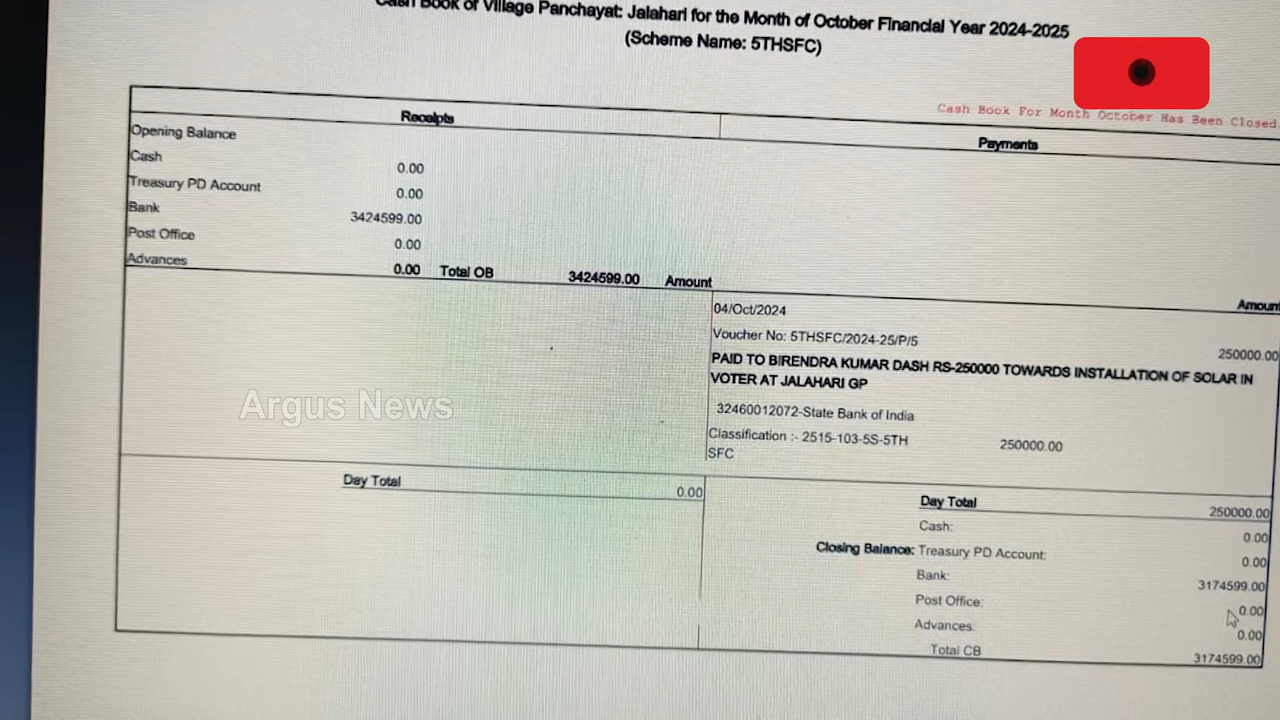 Cash Book of Village Panchayat: Jalahari for the Month of October Financial Year 2024-2025
(Scheme Name: 5THSFC)
Cash Book For Month October Has Been Closed
Receipts
Payments
Opening Balance
Cash 0.00
Treasury PD Account 0.00
Bank 3424599.00
Post Office 0.00
Advances 0.00 Total OB 3424599.00 Amount
Amount
04/Oct/2024
Voucher No: 5THSFC/2024-25/P/5 250000.00
PAID TO BIRENDRA KUMAR DASH RS-250000 TOWARDS INSTALLATION OF SOLAR IN
VOTER AT JALAHARI GP
32460012072-State Bank of India
Classification :- 2515-103-5S-5TH 250000.00
SFC
Argus News
Day Total 0.00
Day Total 250000.00
Cash: 0.00
Closing Balance: Treasury PD Account: 0.00
Bank: 3174599.00
Post Office: 0.00
Advances: 0.00
Total CB 3174599.00